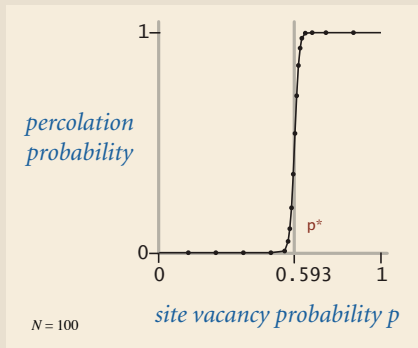 1
percolation
probability
p*
0
0 0.593 1
site vacancy probability p
N = 100